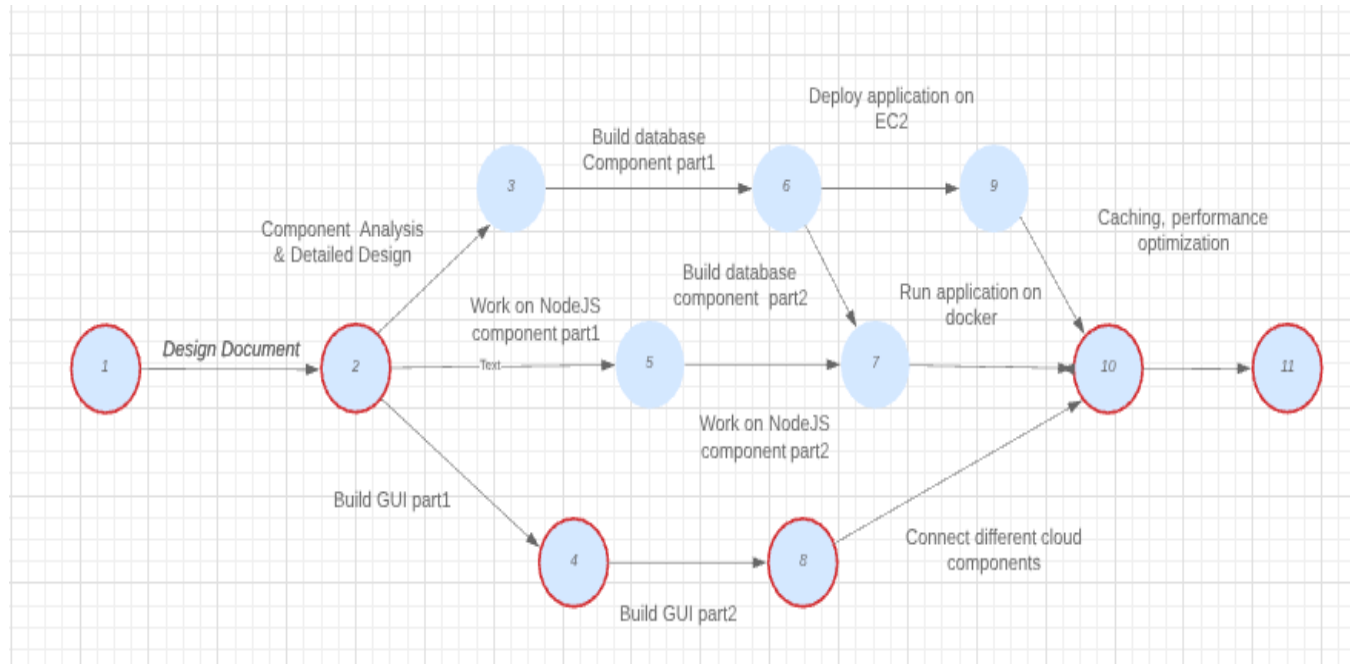 Deploy application on
EC2
Build database
Component part1
3
6
9
Caching, performance
optimization
Component  Analysis
& Detailed Design
Build database
component  part2
Run application on
docker
Work on NodeJS
component part1
Design Document
1
2
Text
5
7
10
11
Work on NodeJS
component part2
Build GUI part1
4
8
Connect different cloud
components
Build GUI part2